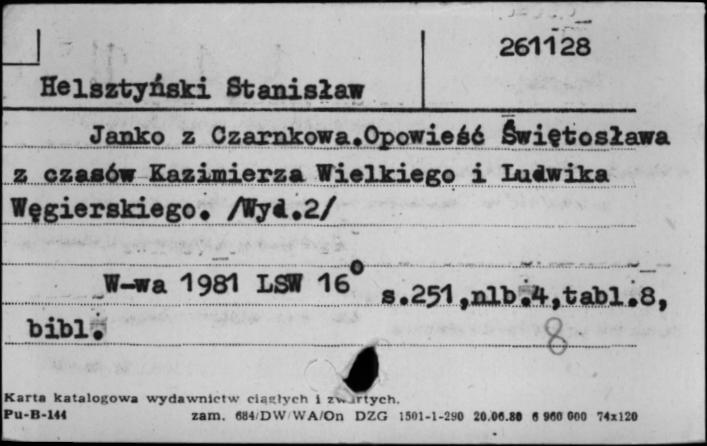 261128
Helsztyński Stanisław
Janko z Czarnkowa.Opowieść Świętosława
z czasów Kazimierza Wielkiego i Ludwika
Węgierskiego. /Wyd.2/
W-wa 1981 LSW 16° s.251,nlb.4,tabl.8,
bibl.
8
Karta katalogowa wydawnictw ciągłych i zwartych.
Pu-B-144 zam. 684/DW/WA/On DZG 1501-1-290 20.06.80 6 960 000 74x120